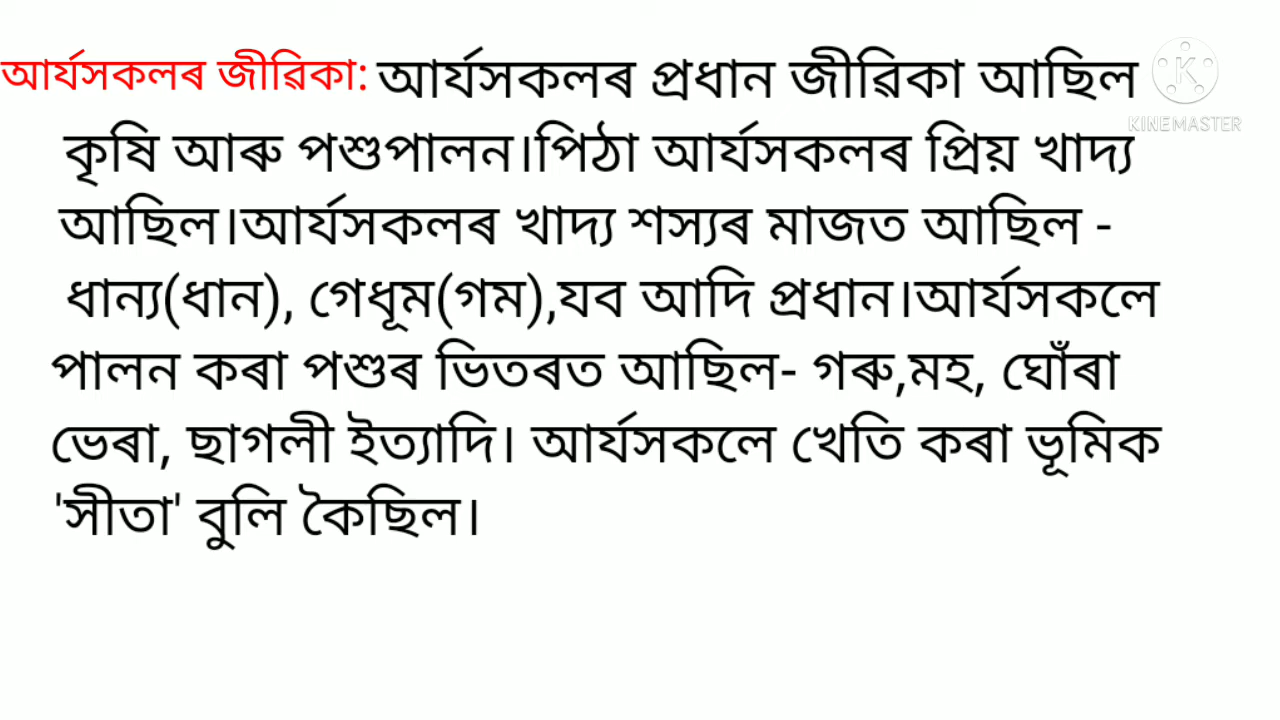 আৰ্যসকলৰ জীৱিকা: আৰ্যসকলৰ প্ৰধান জীৱিকা আছিল
KINEMASTER
কৃষি আৰু পশুপালন।পিঠা আৰ্যসকলৰ প্ৰিয় খাদ্য
আছিল।আৰ্যসকলৰ খাদ্য শস্যৰ মাজত আছিল -
ধান্য(ধান), গেধূম(গম),যব আদি প্ৰধান।আৰ্যসকলে
পালন কৰা পশুৰ ভিতৰত আছিল- গৰু,মহ, ঘোঁৰা
ভেৰা, ছাগলী ইত্যাদি। আৰ্যসকলে খেতি কৰা ভূমিক
'সীতা' বুলি কৈছিল।